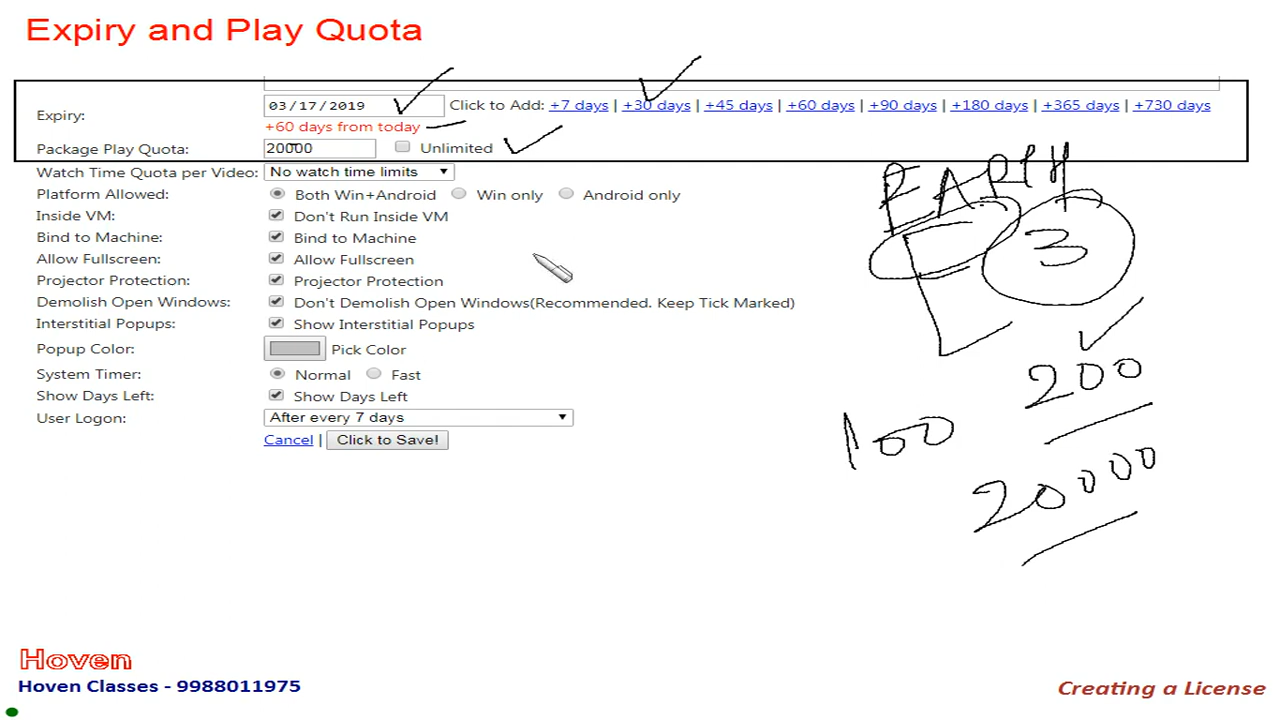 Expiry and Play Quota
Expiry: 03/17/2019 Click to Add: +7 days | +30 days | +45 days | +60 days | +90 days | +180 days | +365 days | +730 days
+60 days from today
Package Play Quota: 20000 Unlimited
Watch Time Quota per Video: No watch time limits
Platform Allowed: Both Win+Android Win only Android only
Inside VM: Don't Run Inside VM
Bind to Machine: Bind to Machine
Allow Fullscreen: Allow Fullscreen
Projector Protection: Projector Protection
Demolish Open Windows: Don't Demolish Open Windows(Recommended. Keep Tick Marked)
Interstitial Popups: Show Interstitial Popups
Popup Color: Pick Color
System Timer: Normal Fast
Show Days Left: Show Days Left
User Logon: After every 7 days
Cancel | Click to Save!
EARTH
3
200
100
20000
Hoven
Hoven Classes - 9988011975
Creating a License